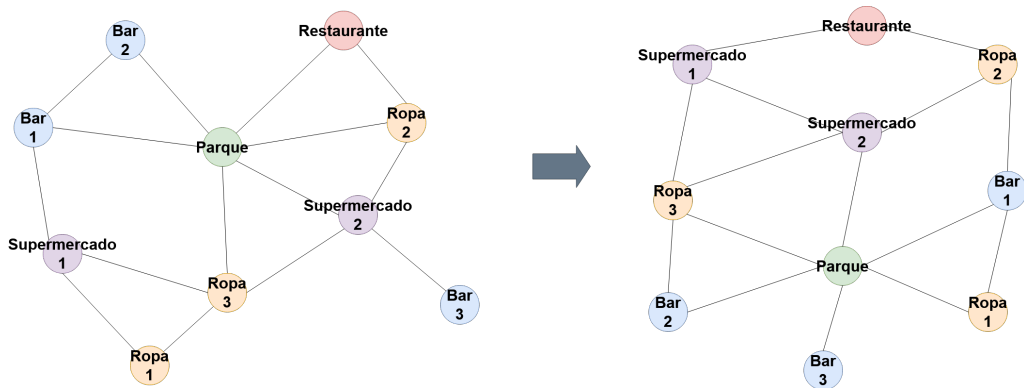 Bar
2
Restaurante
Bar
1
Ropa
2
Parque
Supermercado
2
Supermercado
1
Ropa
3
Bar
3
Ropa
1
Restaurante
Supermercado
1
Ropa
2
Supermercado
2
Ropa
3
Bar
1
Parque
Bar
2
Ropa
1
Bar
3